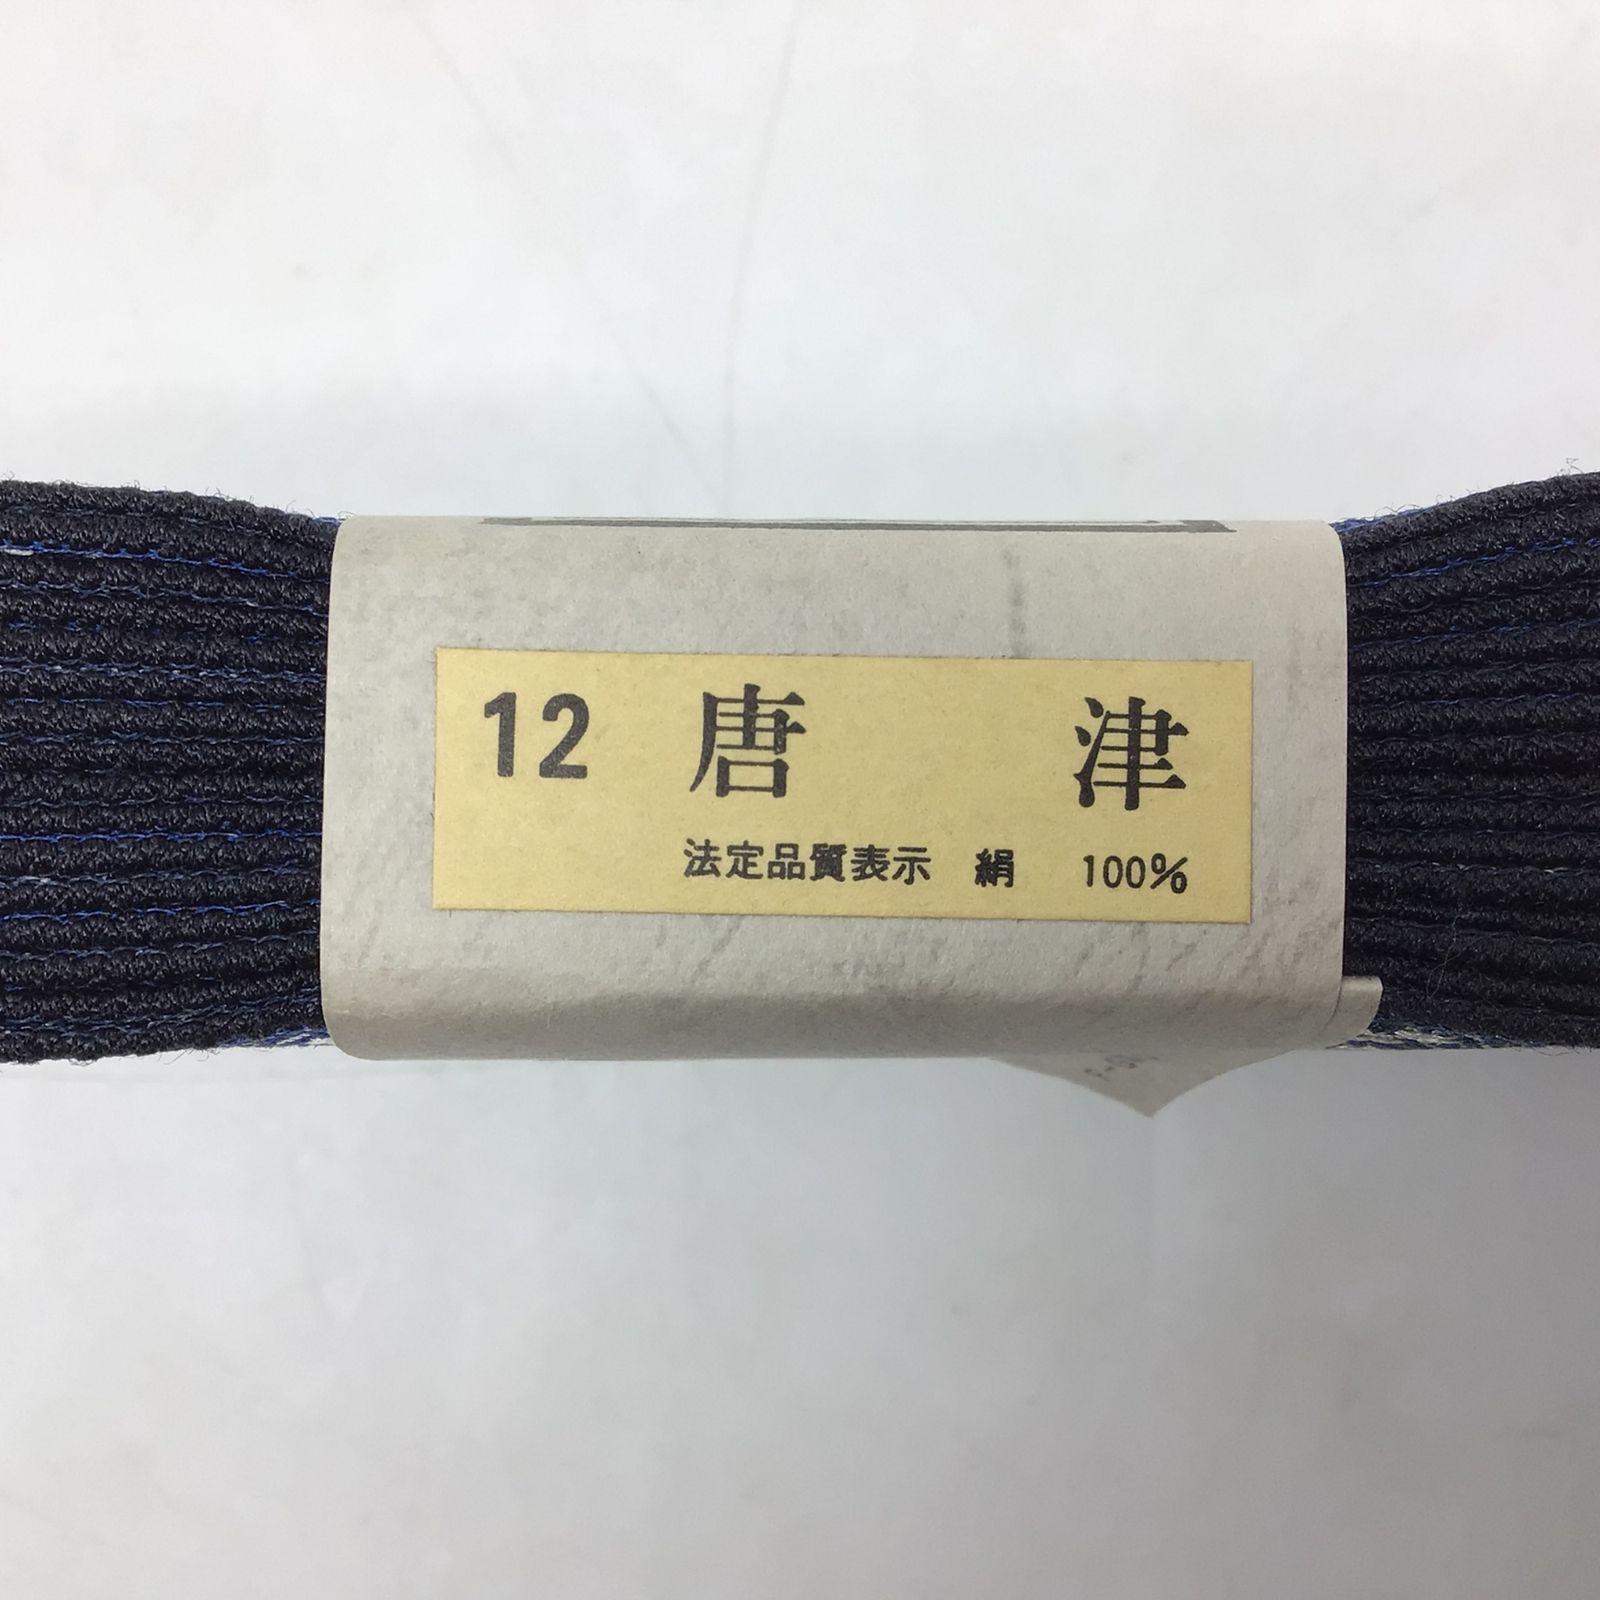 12 唐 津
法定品質表示 絹 100%